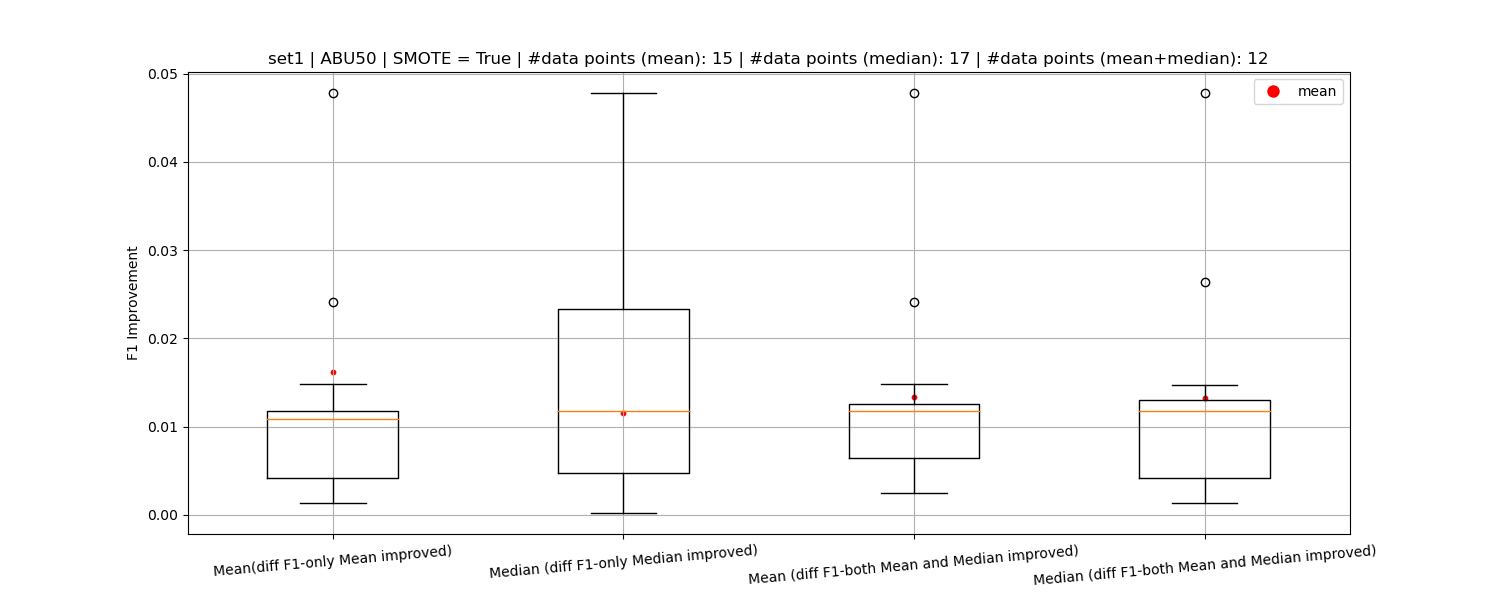 set1 | ABU50 | SMOTE = True | #data points (mean): 15 | #data points (median): 17 | #data points (mean+median): 12
mean
F1 Improvement
0.05
0.04
0.03
0.02
0.01
0.00
Mean(diff F1-only Mean improved)
Median (diff F1-only Median improved)
Mean (diff F1-both Mean and Median improved)
Median (diff F1-both Mean and Median improved)